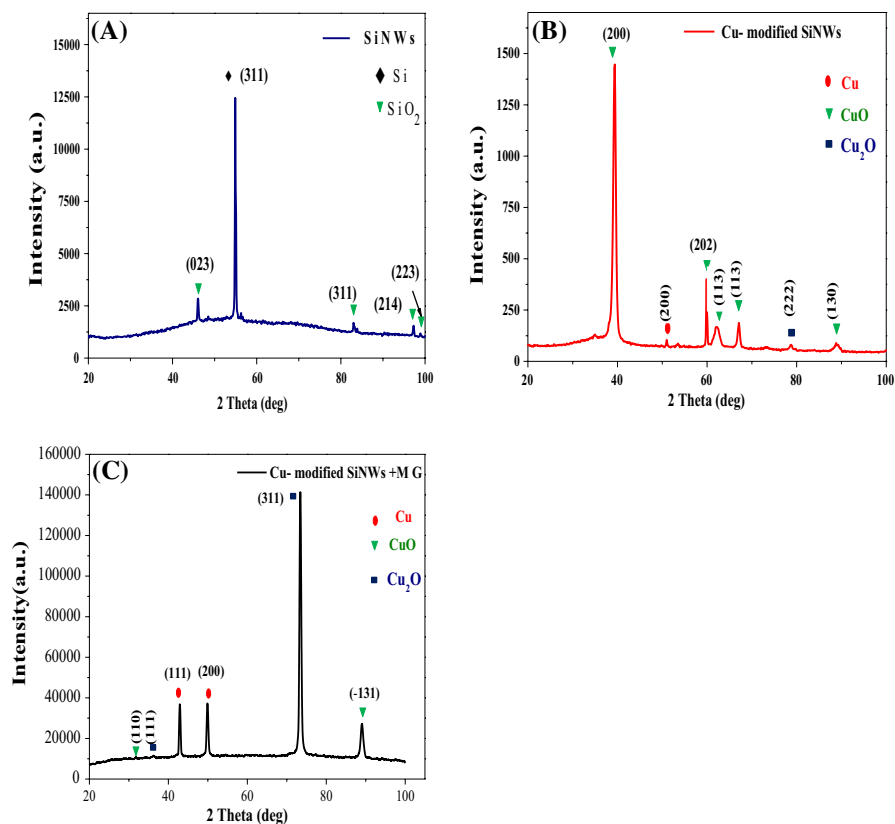 (A)
SiNWs
Si
SiO2
(023)
(311)
(311)
(214)
(223)
15000
12500
10000
7500
5000
2500
0
20 40 60 80 100
2 Theta (deg)
Intensity (a.u.)
(B)
Cu- modified SiNWs
Cu
CuO
Cu2O
(200)
(200)
(202)
(113)
(113)
(222)
(130)
1500
1250
1000
750
500
250
0
20 40 60 80 100
2 Theta (deg)
Intensity (a.u.)
(C)
Cu- modified SiNWs +M G
Cu
CuO
Cu2O
(110)
(111)
(111)
(200)
(311)
(-131)
160000
140000
120000
100000
80000
60000
40000
20000
0
20 40 60 80 100
2 Theta (deg)
Intensity(a.u.)